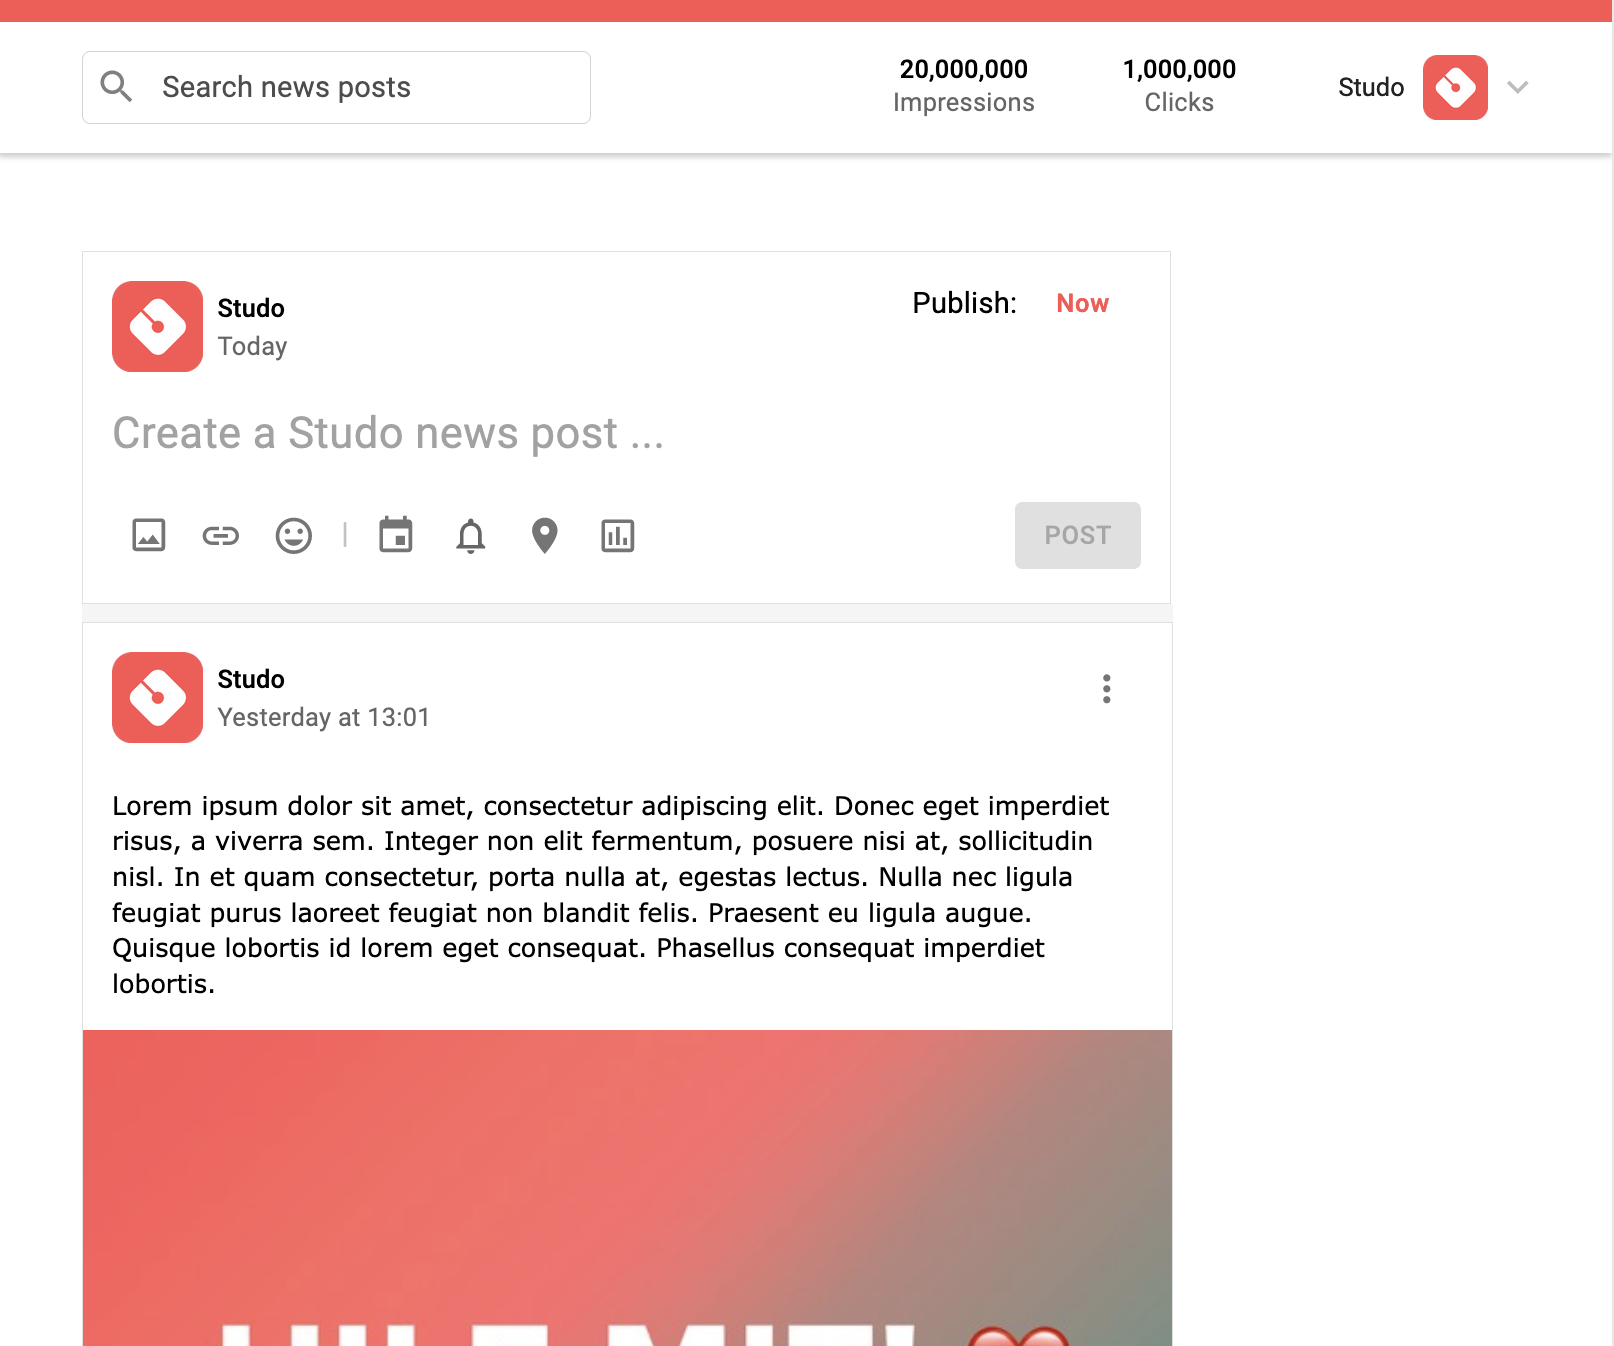 Search news posts
20,000,000
Impressions
1,000,000
Clicks
Studo
Studo
Today
Publish: Now
Create a Studo news post ...
POST
Studo
Yesterday at 13:01
Lorem ipsum dolor sit amet, consectetur adipiscing elit. Donec eget imperdiet
risus, a viverra sem. Integer non elit fermentum, posuere nisi at, sollicitudin
nisl. In et quam consectetur, porta nulla at, egestas lectus. Nulla nec ligula
feugiat purus laoreet feugiat non blandit felis. Praesent eu ligula augue.
Quisque lobortis id lorem eget consequat. Phasellus consequat imperdiet
lobortis.